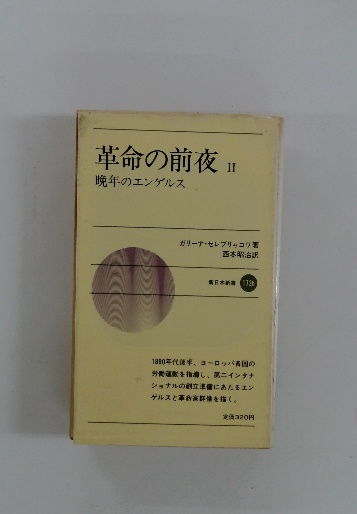 革命の前夜 II
晩年のエンゲルス
ガリーナ・セレブリャコワ著
西本昭治訳
新日本新書
1880年代後半、ヨーロッパ各国の
労働運動を指導し、第二インタナ
ショナルの創立準備にあたるエン
ゲルスと革命家群像を描く。
定価320円